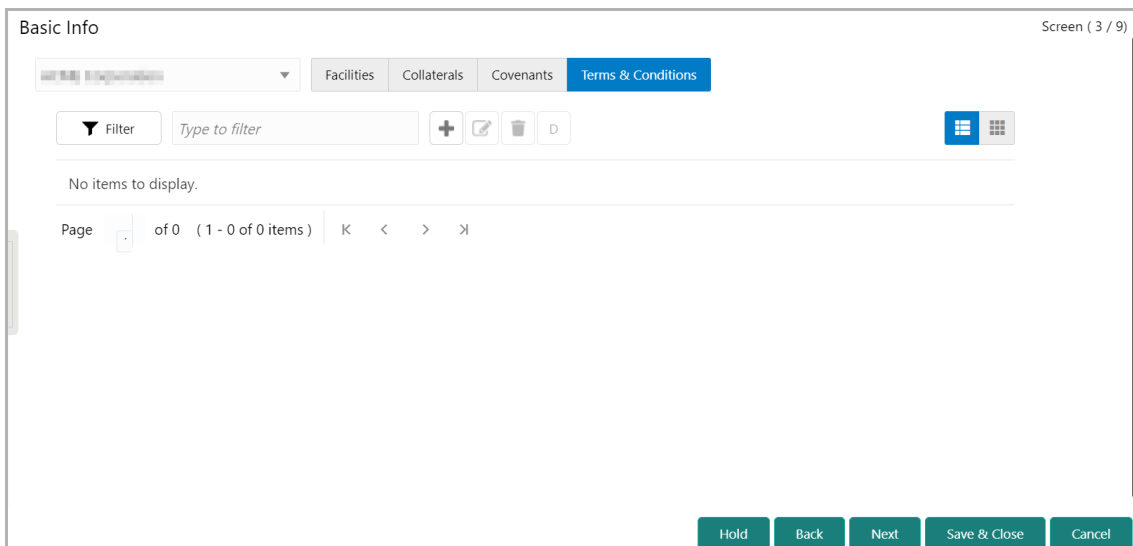 Basic Info Screen ( 3 / 9)
Facilities Collaterals Covenants Terms & Conditions
Filter Type to filter D
No items to display.
Page of 0 ( 1 - 0 of 0 items )
Hold Back Next Save & Close Cancel